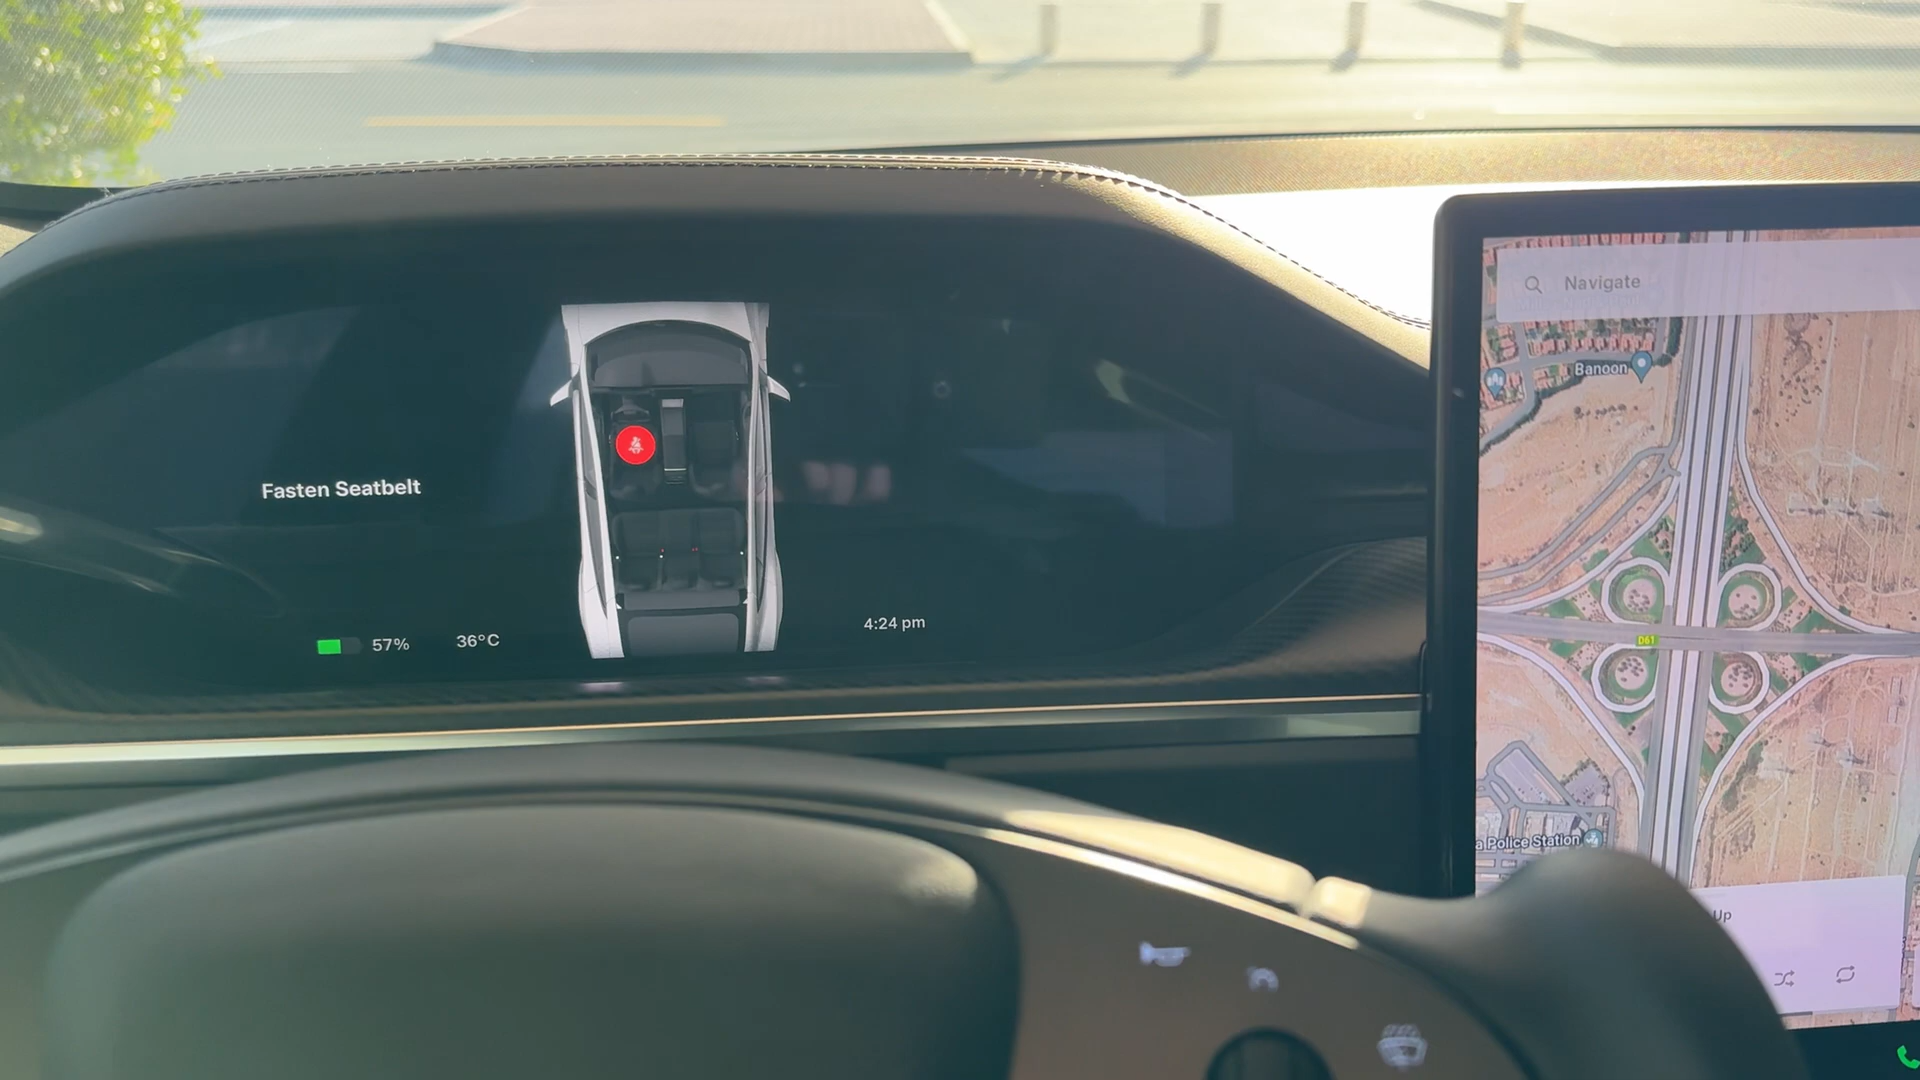 Fasten Seatbelt
57%
36°C
4:24 pm
Navigate
Banoon
D61
a Police Station
Up